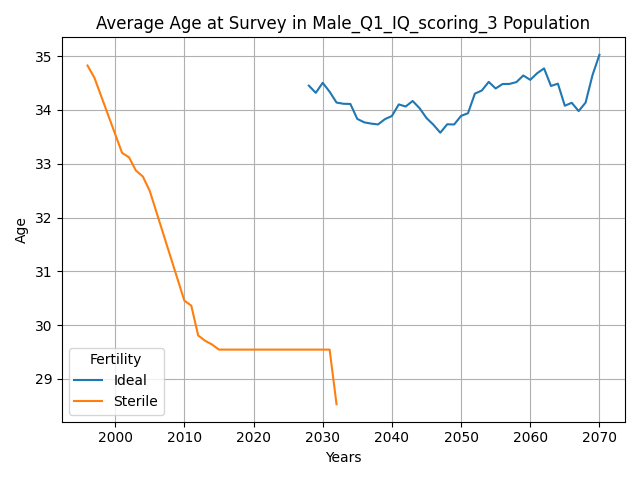 Average Age at Survey in Male_Q1_IQ_scoring_3 Population
35
34
33
32
31
30
29
Age
Fertility
Ideal
Sterile
2000 2010 2020 2030 2040 2050 2060 2070
Years